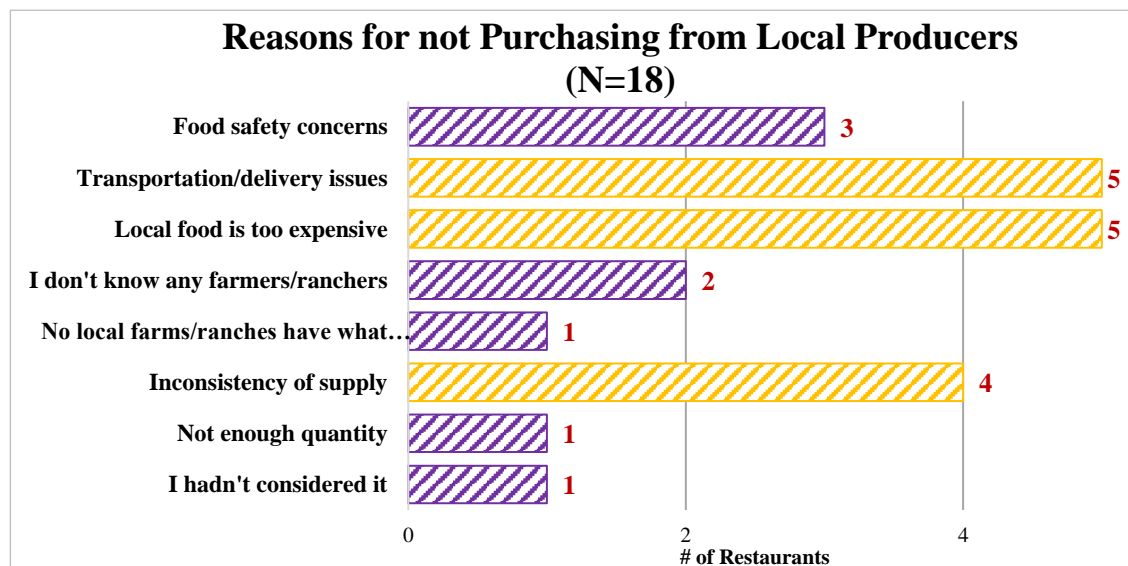 Reasons for not Purchasing from Local Producers
(N=18)
Food safety concerns
3
Transportation/delivery issues
5
Local food is too expensive
5
I don't know any farmers/ranchers
2
No local farms/ranches have what…
1
Inconsistency of supply
4
Not enough quantity
1
I hadn't considered it
1
0
2
4
# of Restaurants